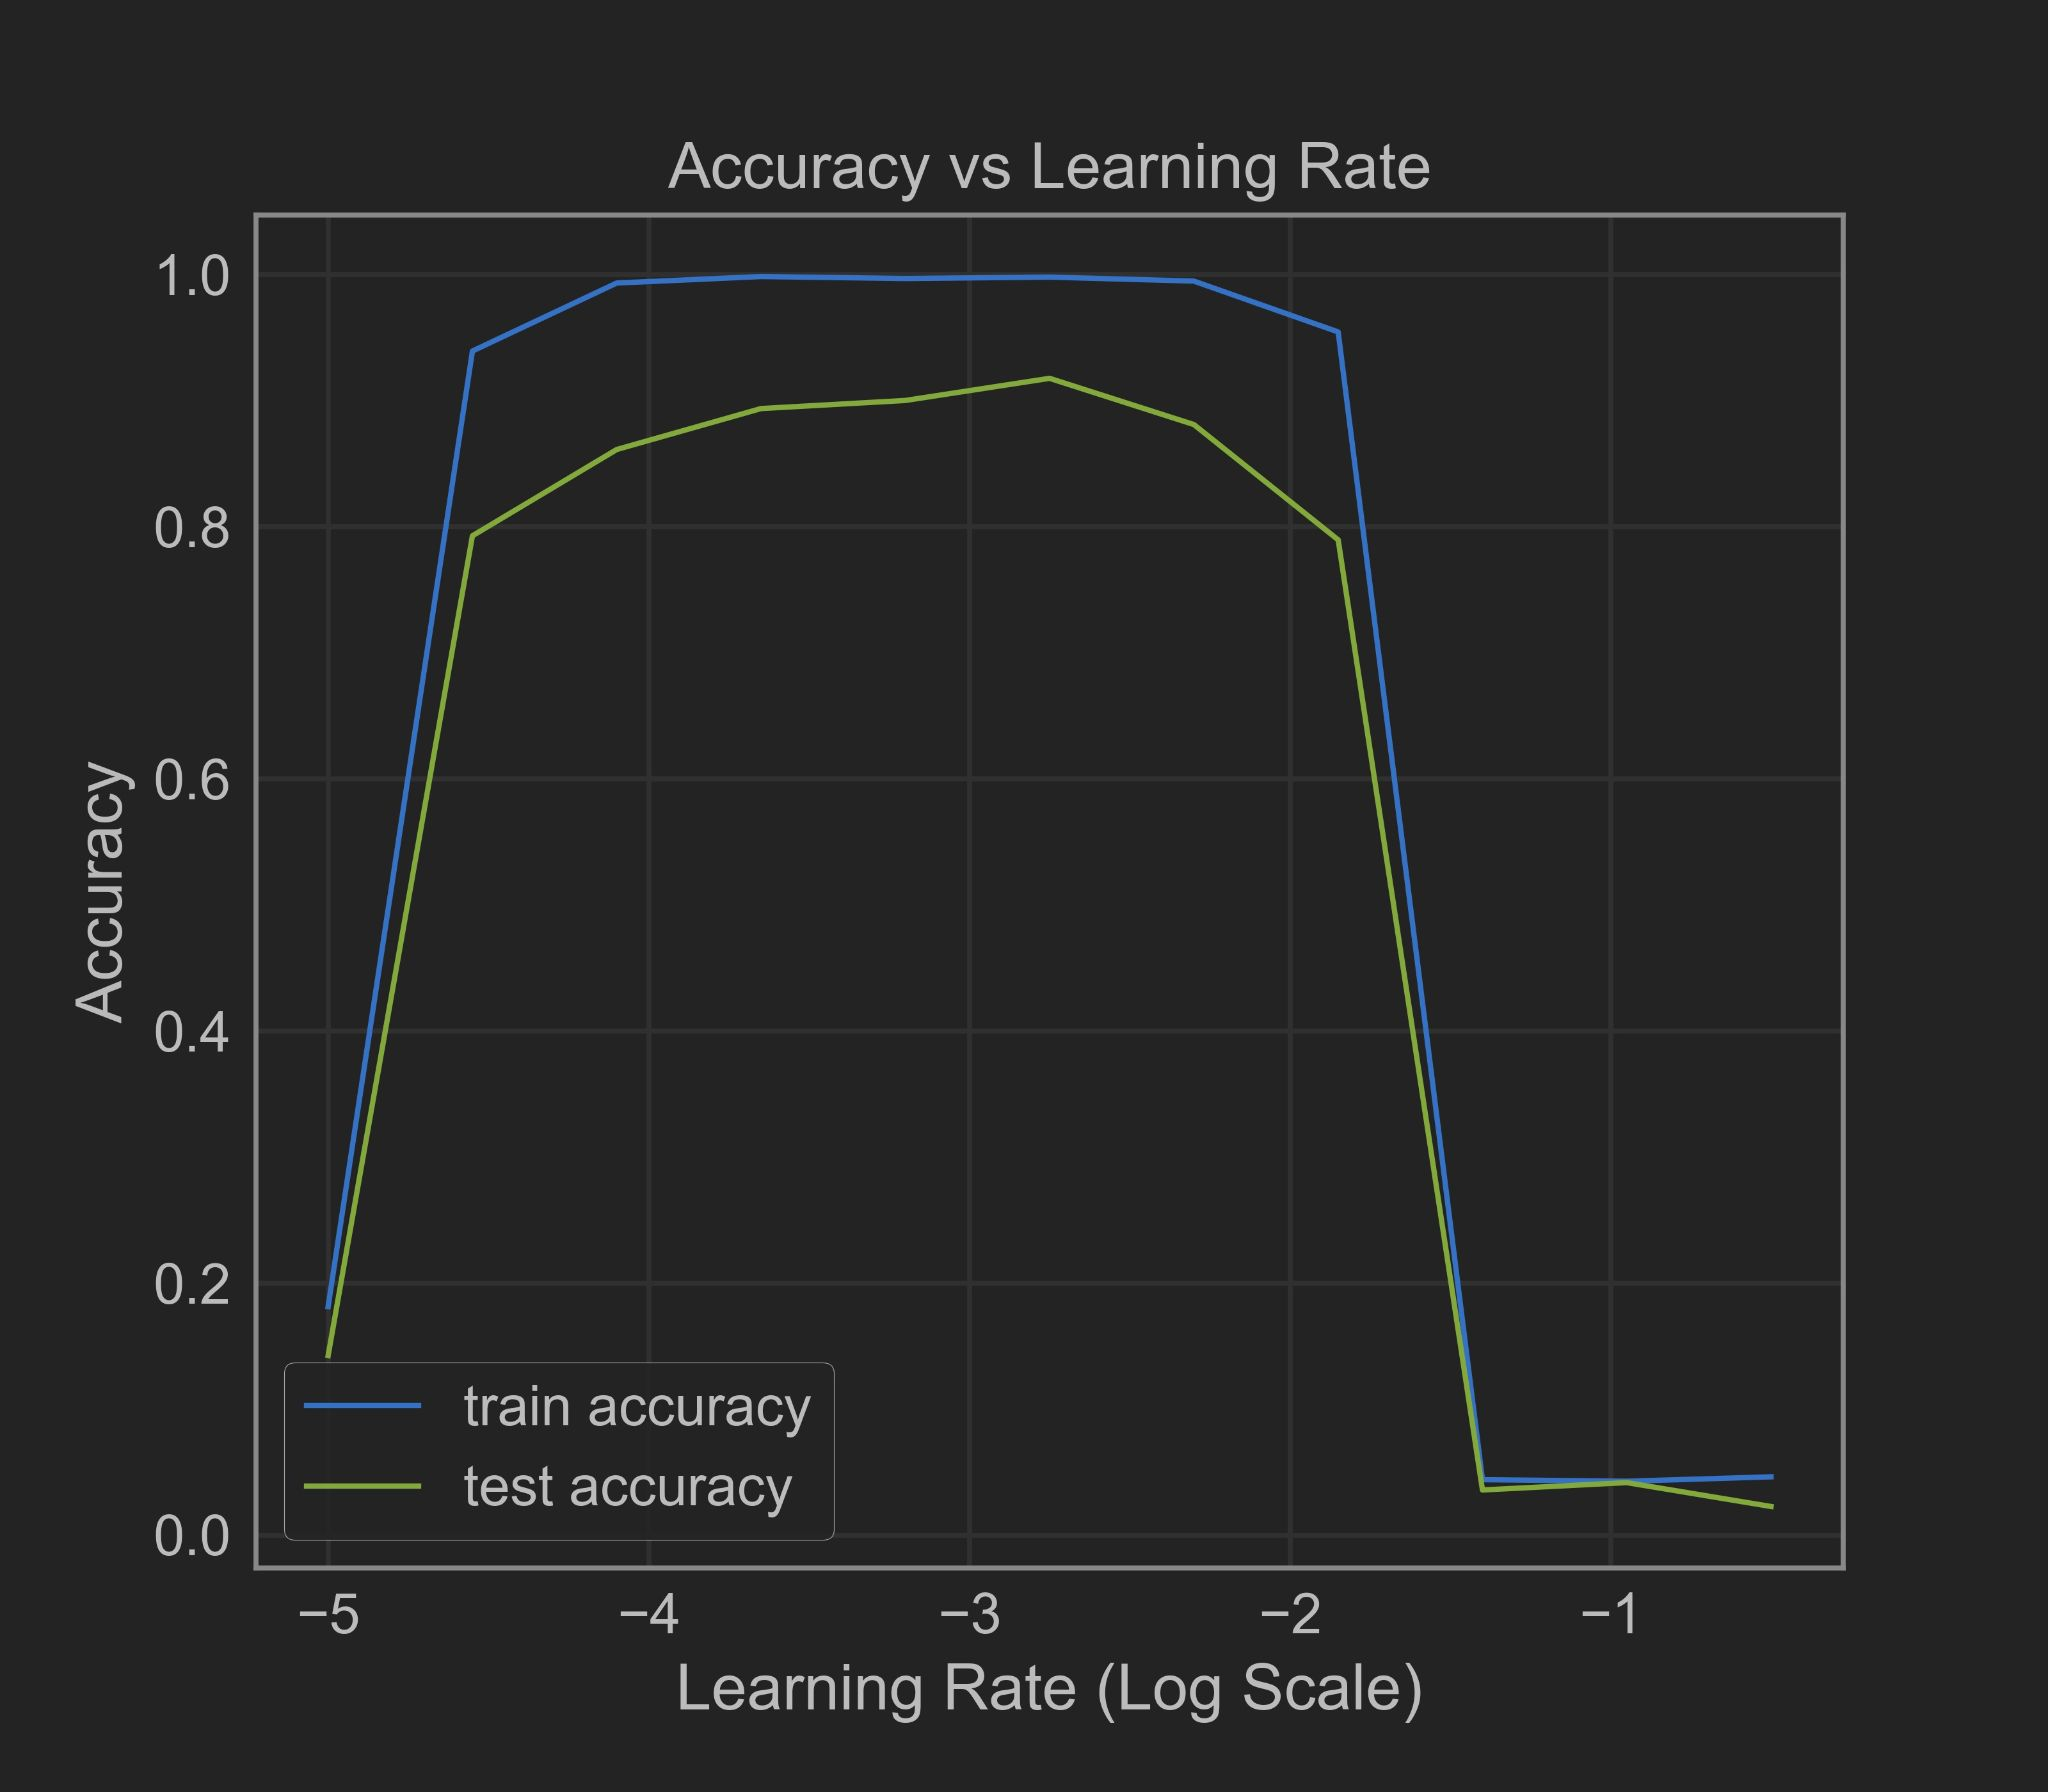 Accuracy vs Learning Rate
1.0
0.8
0.6
0.4
0.2
0.0
Accuracy
train accuracy
test accuracy
−5 −4 −3 −2 −1
Learning Rate (Log Scale)